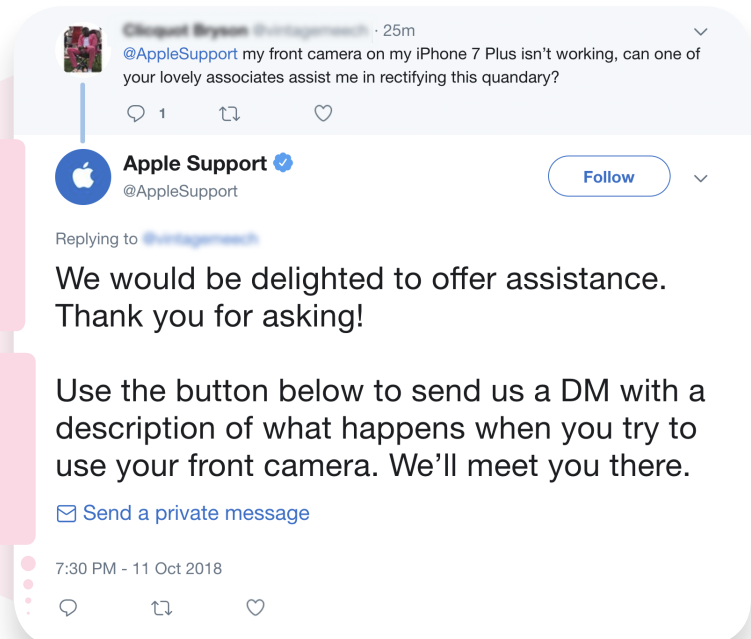 · 25m
@AppleSupport my front camera on my iPhone 7 Plus isn’t working, can one of
your lovely associates assist me in rectifying this quandary?
1
Apple Support
@AppleSupport
Follow
Replying to
We would be delighted to offer assistance.
Thank you for asking!
Use the button below to send us a DM with a
description of what happens when you try to
use your front camera. We’ll meet you there.
Send a private message
7:30 PM - 11 Oct 2018